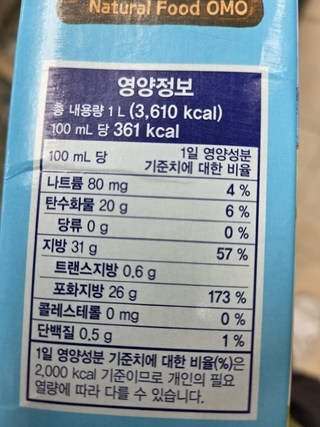 Natural Food OMO
영양정보
총 내용량 1 L (3,610 kcal)
100 mL 당 361 kcal
100 mL 당 1일 영양성분 기준치에 대한 비율
나트륨 80 mg 4 %
탄수화물 20 g 6 %
당류 0 g 0 %
지방 31 g 57 %
트랜스지방 0,6 g
포화지방 26 g 173 %
콜레스테롤 0 mg 0 %
단백질 0,5 g 1 %
1일 영양성분 기준치에 대한 비율(%)은
2,000 kcal 기준이므로 개인의 필요
열량에 따라 다를 수 있습니다.